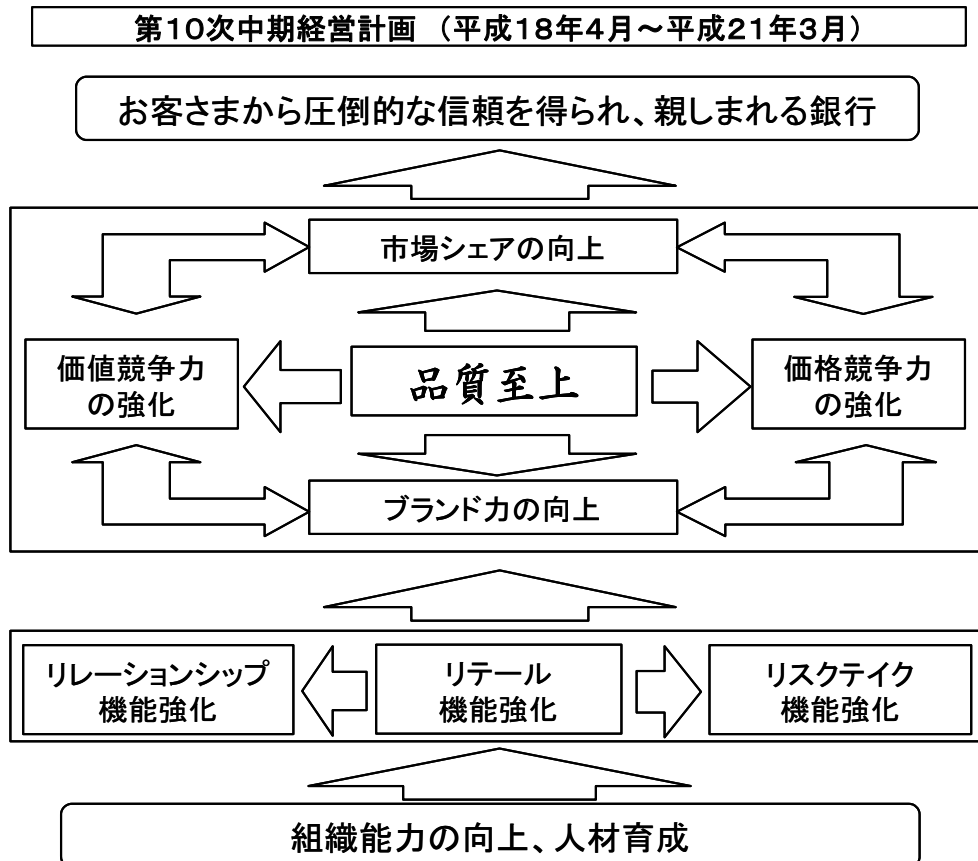 第10次中期経営計画 (平成18年4月～平成21年3月)
お客さまから圧倒的な信頼を得られ、親しまれる銀行
市場シェアの向上
価値競争力
の強化
品質至上
価格競争力
の強化
ブランド力の向上
リレーションシップ
機能強化
リテール
機能強化
リスクテイク
機能強化
組織能力の向上、人材育成